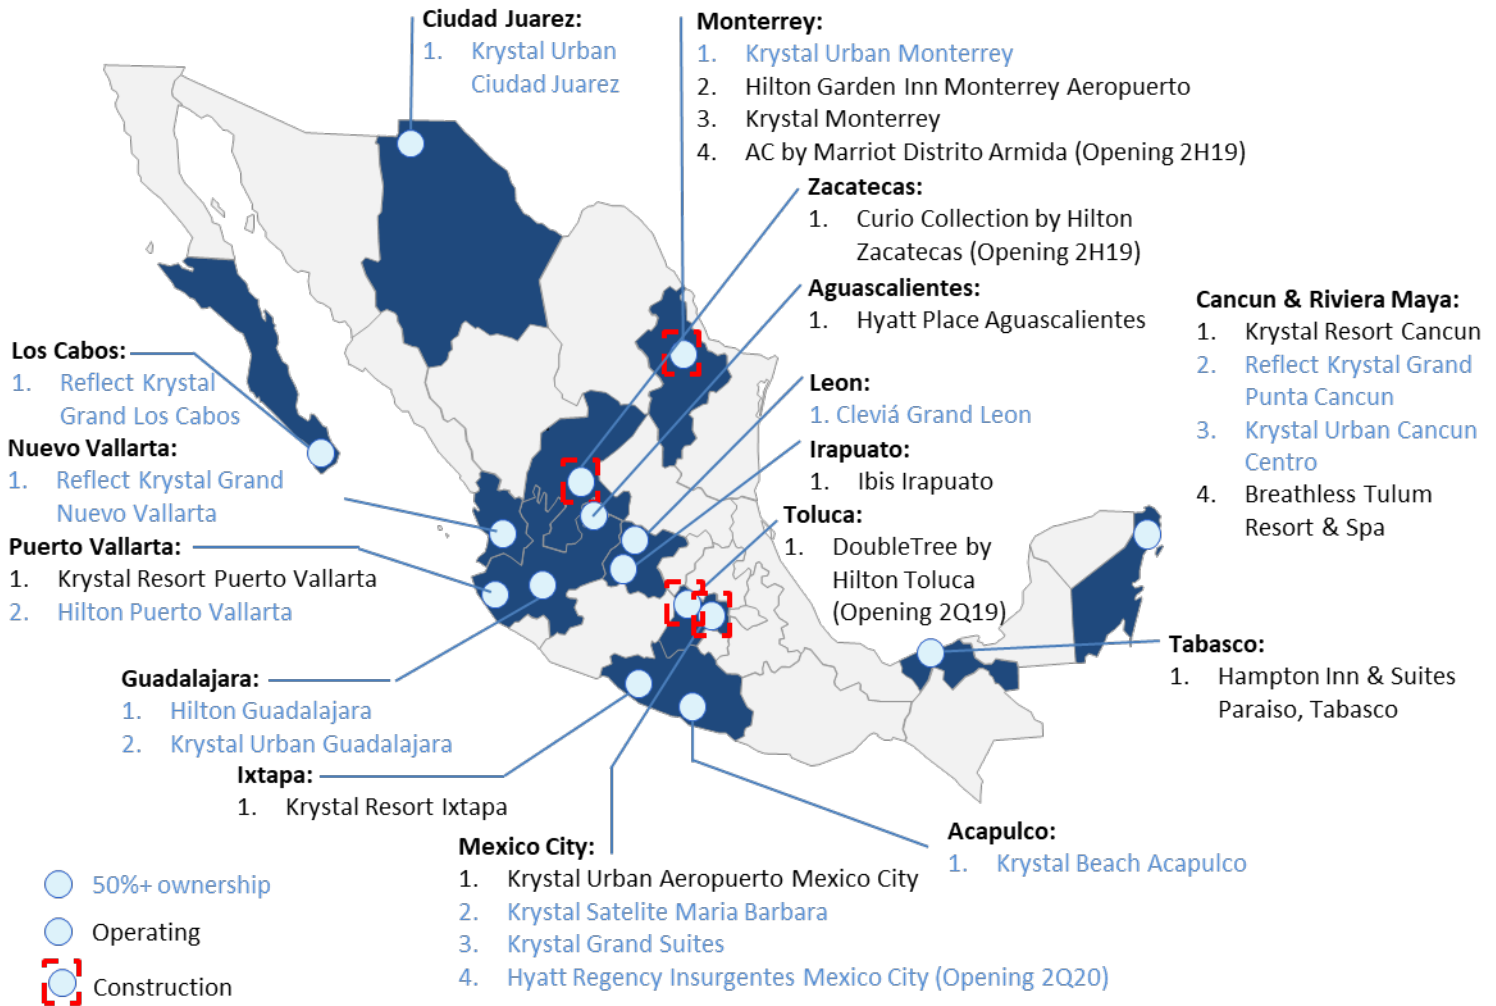 Ciudad Juarez:
1. Krystal Urban
Ciudad Juarez
Monterrey:
1. Krystal Urban Monterrey
2. Hilton Garden Inn Monterrey Aeropuerto
3. Krystal Monterrey
4. AC by Marriot Distrito Armida (Opening 2H19)
Zacatecas:
1. Curio Collection by Hilton
Zacatecas (Opening 2H19)
Aguascalientes:
1. Hyatt Place Aguascalientes
Cancun & Riviera Maya:
1. Krystal Resort Cancun
2. Reflect Krystal Grand
Punta Cancun
3. Krystal Urban Cancun
Centro
4. Breathless Tulum
Resort & Spa
Los Cabos:
1. Reflect Krystal
Grand Los Cabos
Leon:
1. Cleviá Grand Leon
Nuevo Vallarta:
1. Reflect Krystal Grand
Nuevo Vallarta
Irapuato:
1. Ibis Irapuato
Toluca:
1. DoubleTree by
Hilton Toluca
(Opening 2Q19)
Puerto Vallarta:
1. Krystal Resort Puerto Vallarta
2. Hilton Puerto Vallarta
Tabasco:
1. Hampton Inn & Suites
Paraiso, Tabasco
Guadalajara:
1. Hilton Guadalajara
2. Krystal Urban Guadalajara
Ixtapa:
1. Krystal Resort Ixtapa
Mexico City:
1. Krystal Urban Aeropuerto Mexico City
2. Krystal Satelite Maria Barbara
3. Krystal Grand Suites
4. Hyatt Regency Insurgentes Mexico City (Opening 2Q20)
Acapulco:
1. Krystal Beach Acapulco
50%+ ownership
Operating
Construction